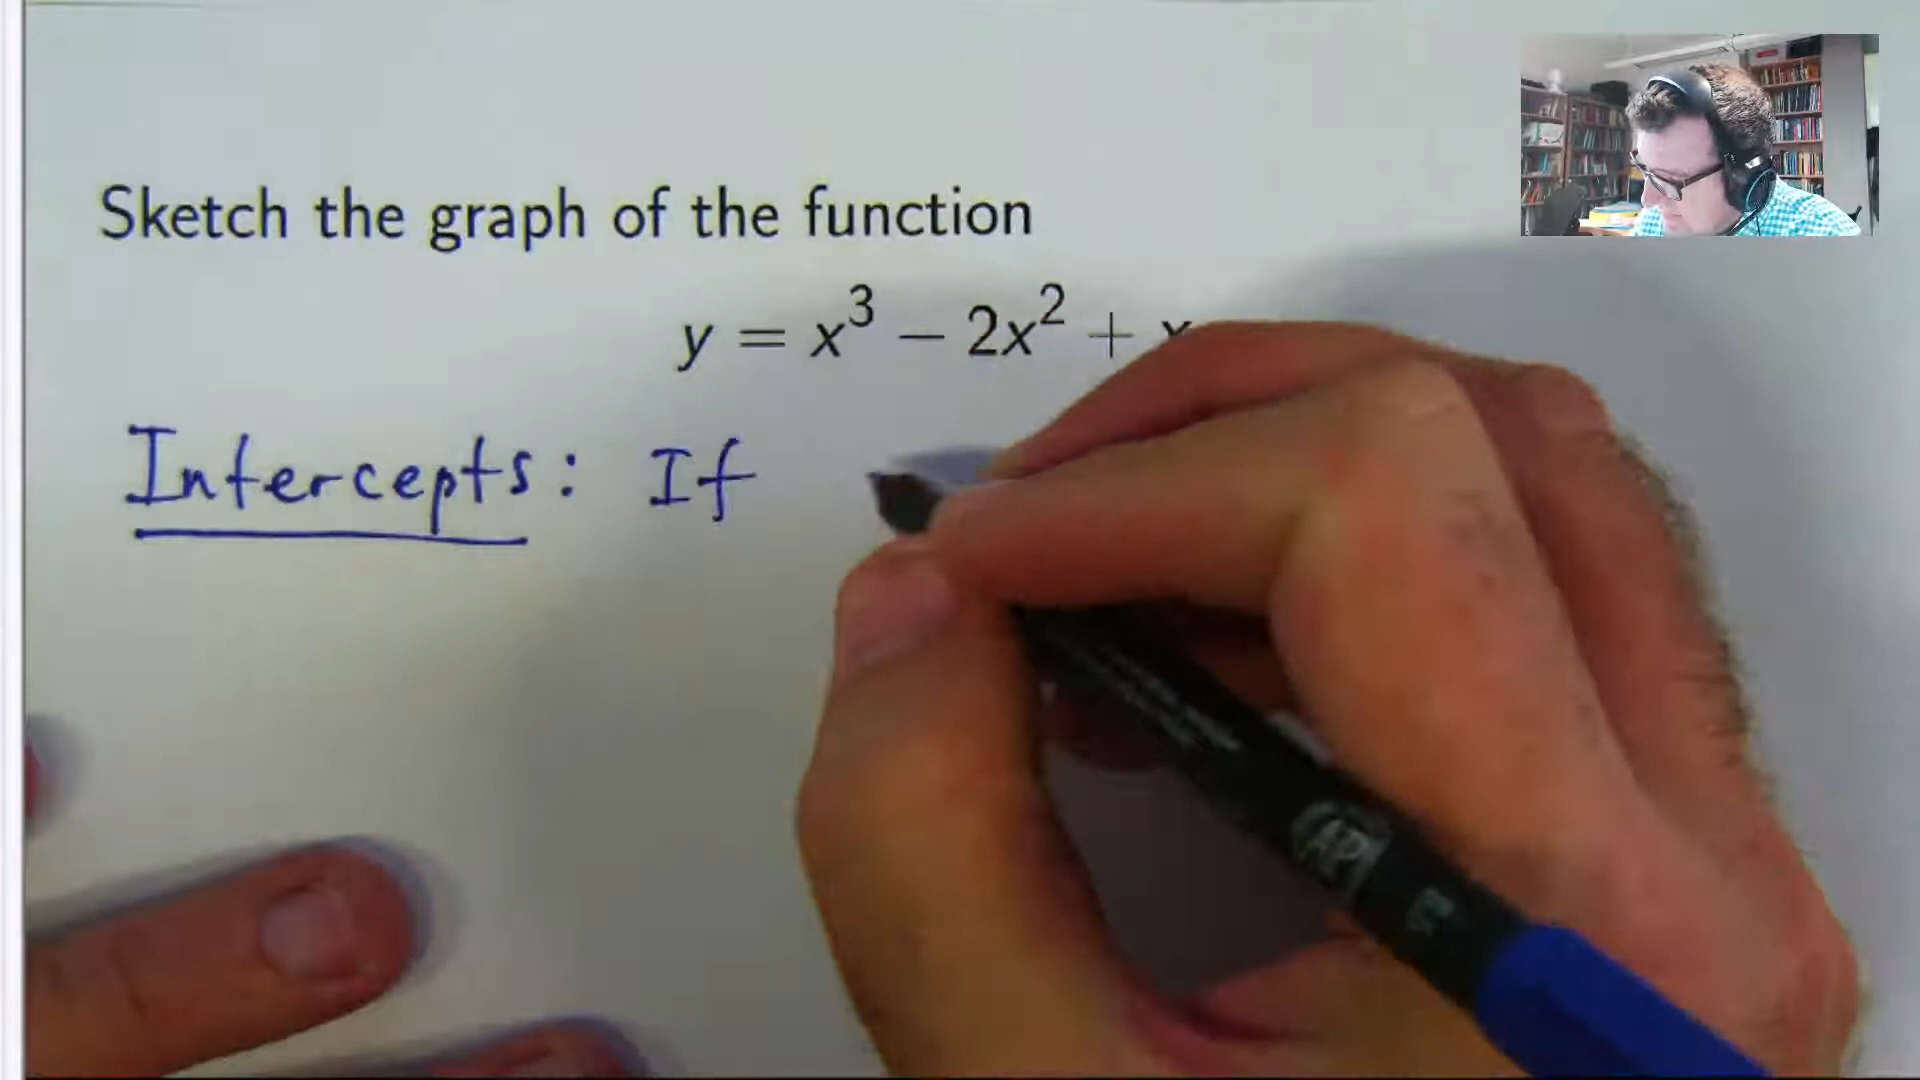 Sketch the graph of the function
y = x³ − 2x² + x
Intercepts: If